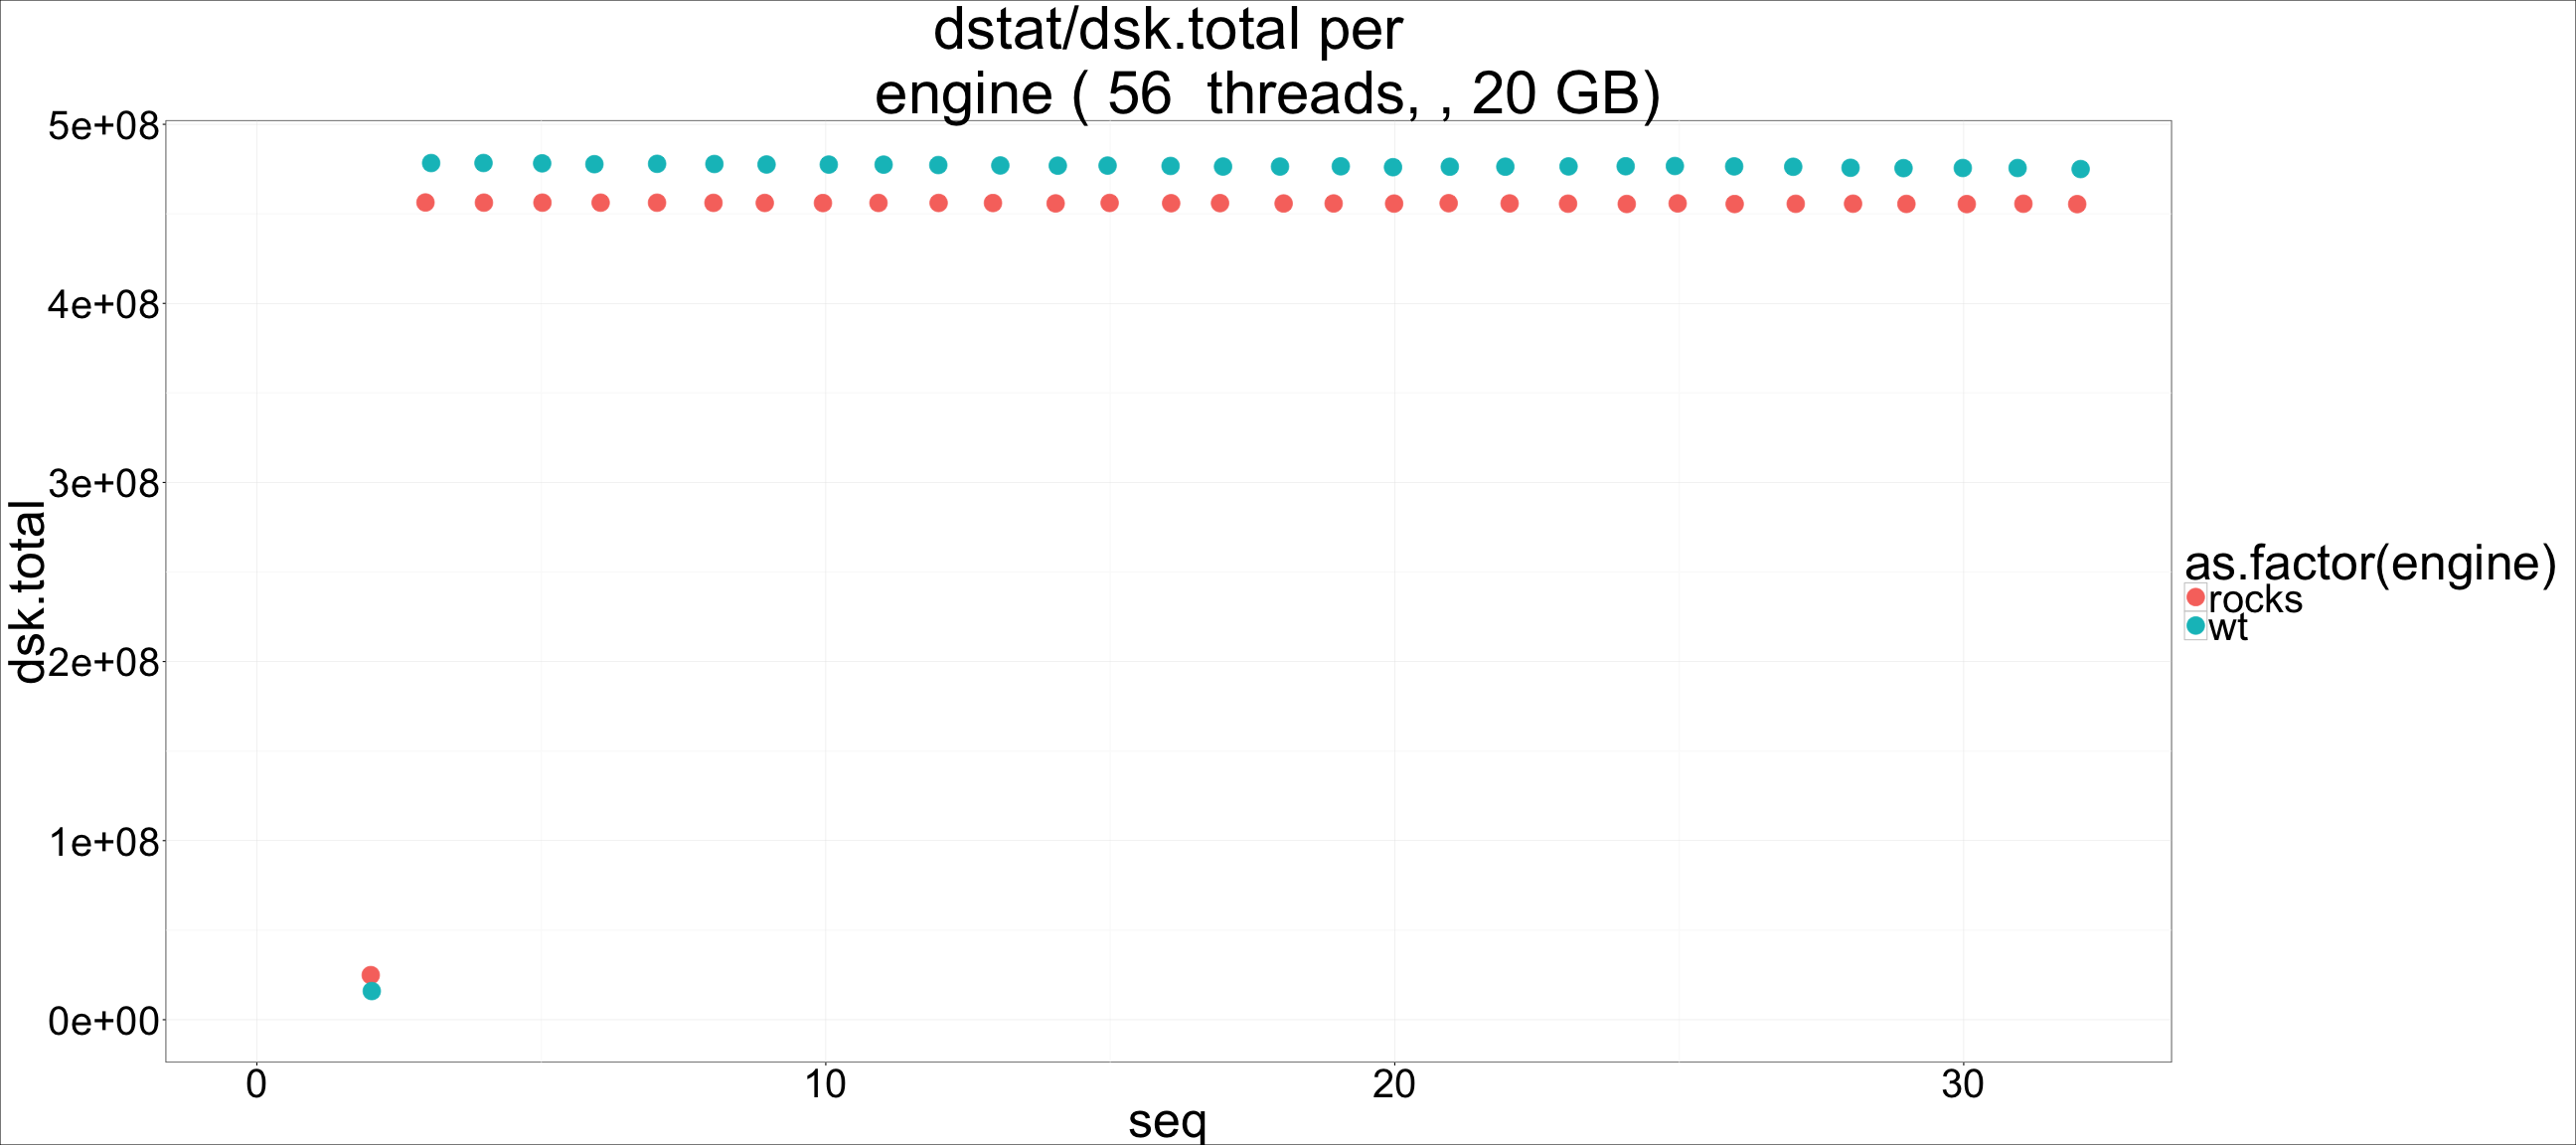 dstat/dsk.total per
engine ( 56  threads, , 20 GB)
5e+08
4e+08
3e+08
2e+08
1e+08
0e+00
dsk.total
0 10 20 30
seq
as.factor(engine)
rocks
wt